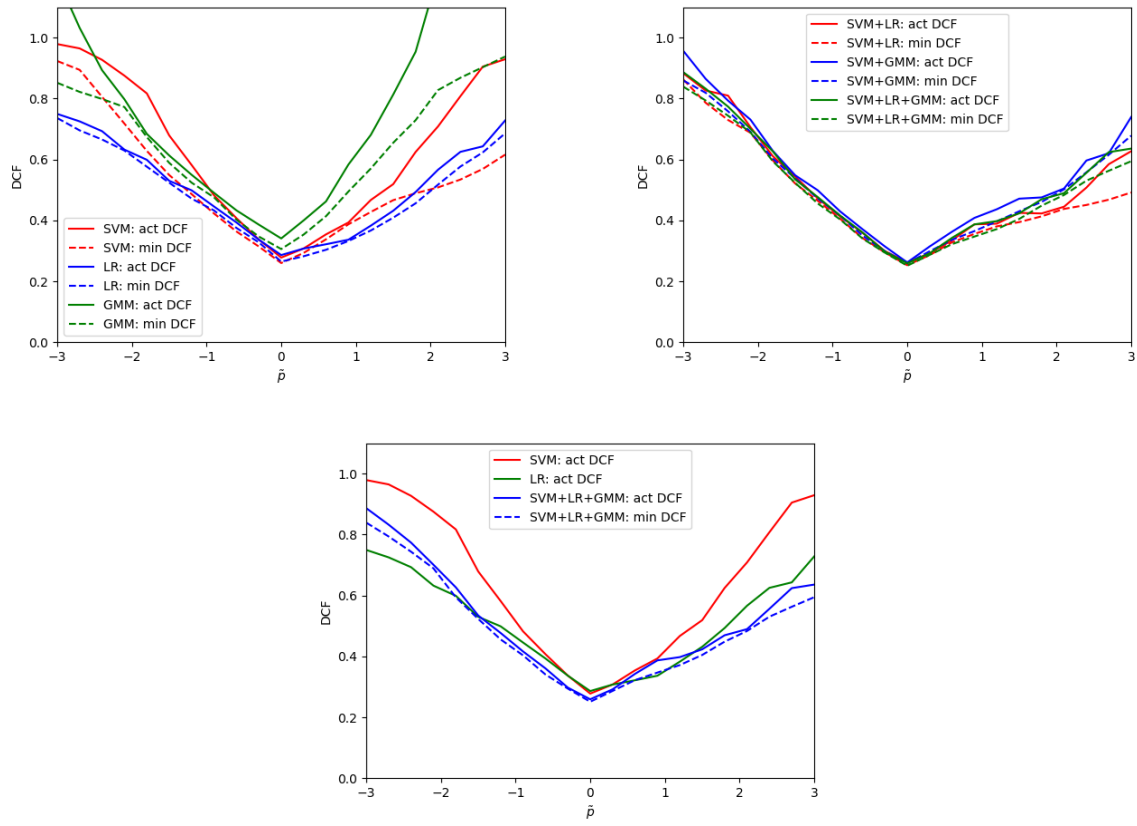 1.0
0.8
0.6
0.4
0.2
0.0
DCF
SVM: act DCF
SVM: min DCF
LR: act DCF
LR: min DCF
GMM: act DCF
GMM: min DCF
−3
−2
−1
0
1
2
3
p̃
1.0
0.8
0.6
0.4
0.2
0.0
DCF
SVM+LR: act DCF
SVM+LR: min DCF
SVM+GMM: act DCF
SVM+GMM: min DCF
SVM+LR+GMM: act DCF
SVM+LR+GMM: min DCF
−3
−2
−1
0
1
2
3
p̃
1.0
0.8
0.6
0.4
0.2
0.0
DCF
SVM: act DCF
LR: act DCF
SVM+LR+GMM: act DCF
SVM+LR+GMM: min DCF
−3
−2
−1
0
1
2
3
p̃